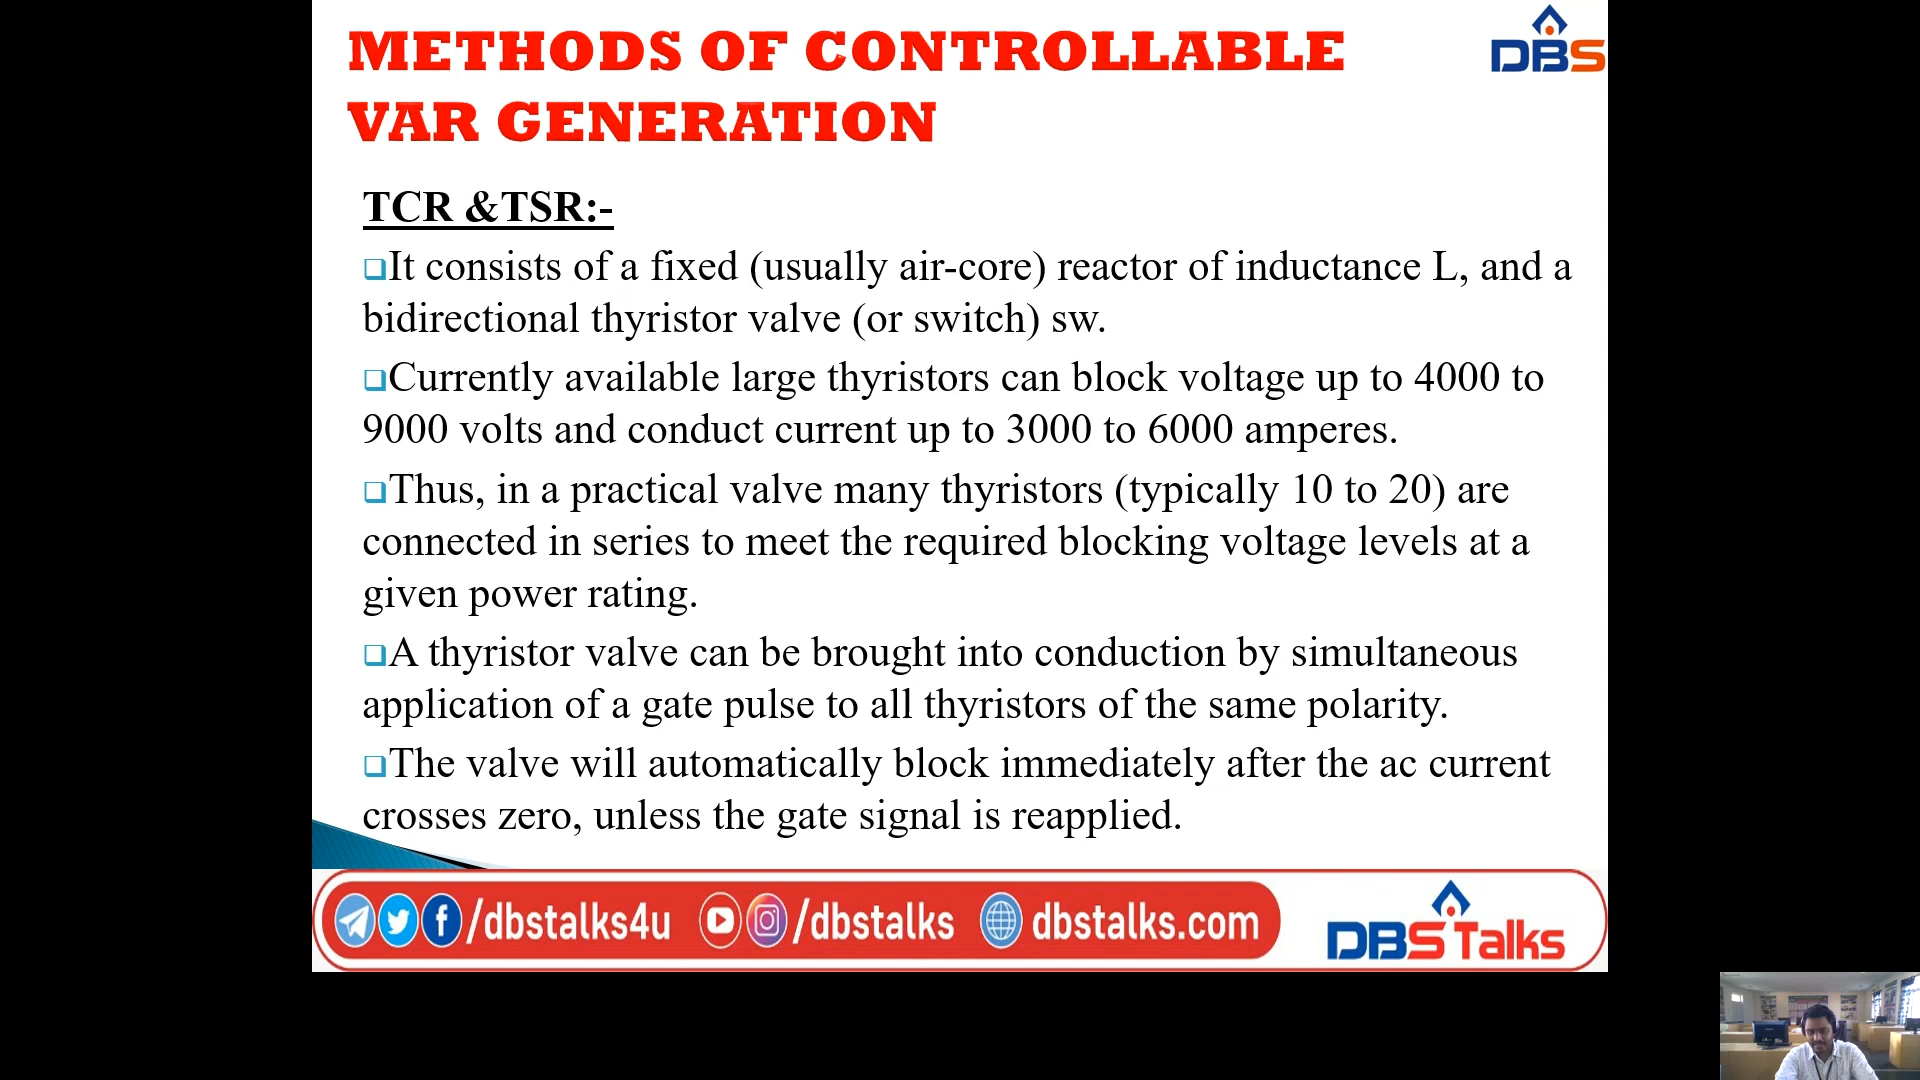 METHODS OF CONTROLLABLE
VAR GENERATION
DBS
TCR &TSR:-
❑It consists of a fixed (usually air-core) reactor of inductance L, and a
bidirectional thyristor valve (or switch) sw.
❑Currently available large thyristors can block voltage up to 4000 to
9000 volts and conduct current up to 3000 to 6000 amperes.
❑Thus, in a practical valve many thyristors (typically 10 to 20) are
connected in series to meet the required blocking voltage levels at a
given power rating.
❑A thyristor valve can be brought into conduction by simultaneous
application of a gate pulse to all thyristors of the same polarity.
❑The valve will automatically block immediately after the ac current
crosses zero, unless the gate signal is reapplied.
/dbstalks4u /dbstalks dbstalks.com
DBS Talks